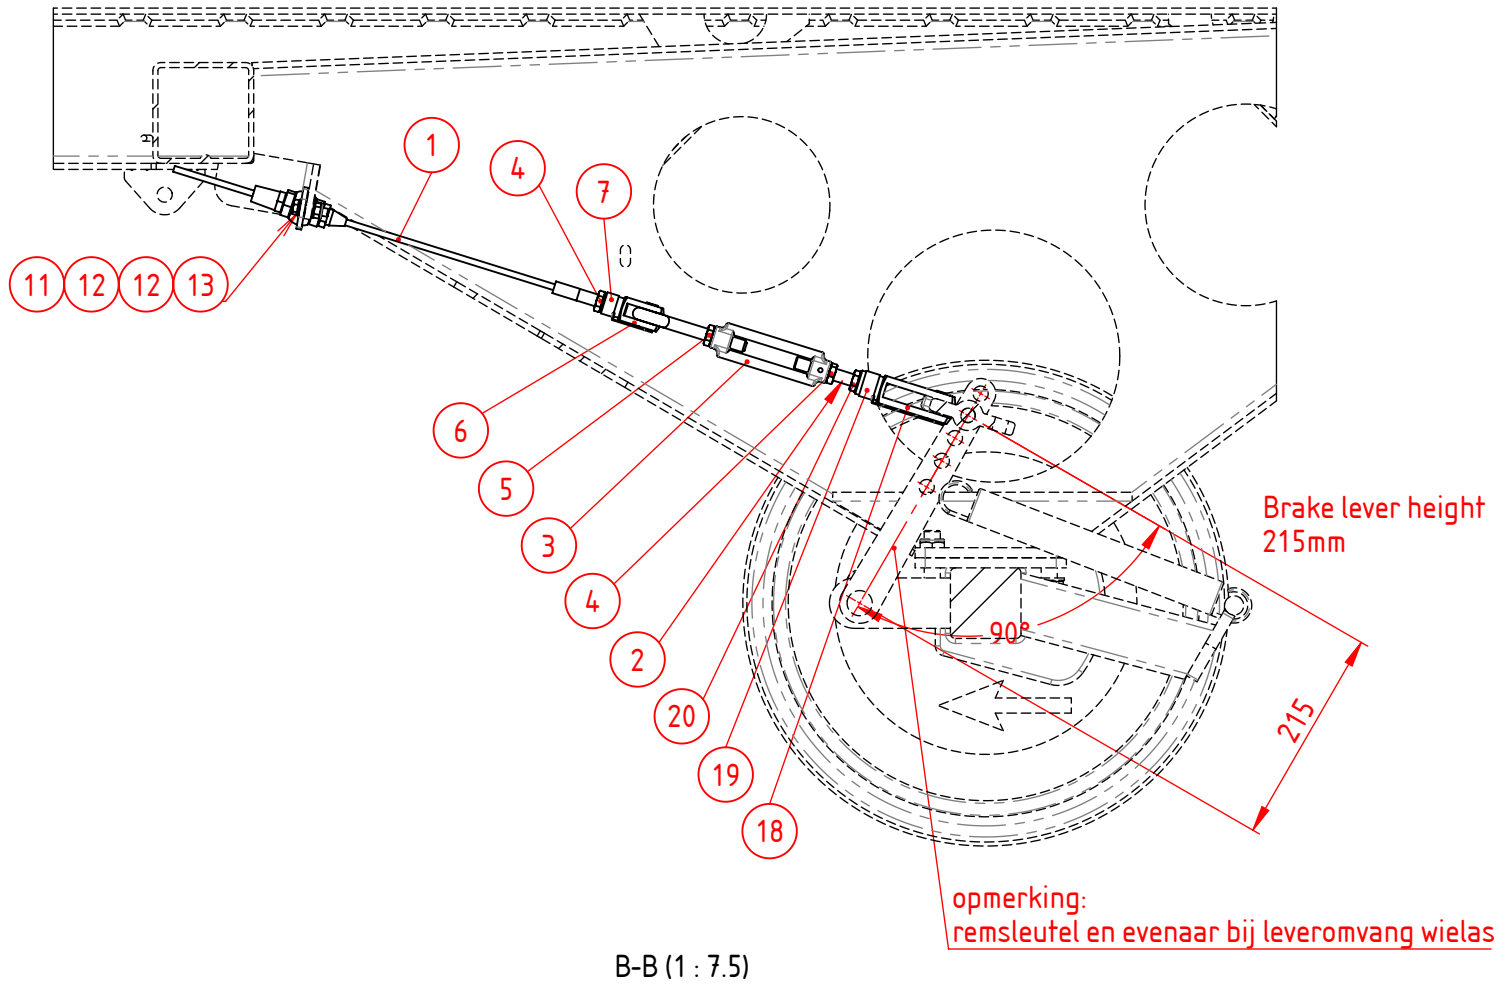 1
4
7
11 12 12 13
6
5
3
4
2
20
19
18
Brake lever height
215mm
90°
215
opmerking:
remsleutel en evenaar bij leveromvang wielas
B-B (1 : 7.5)